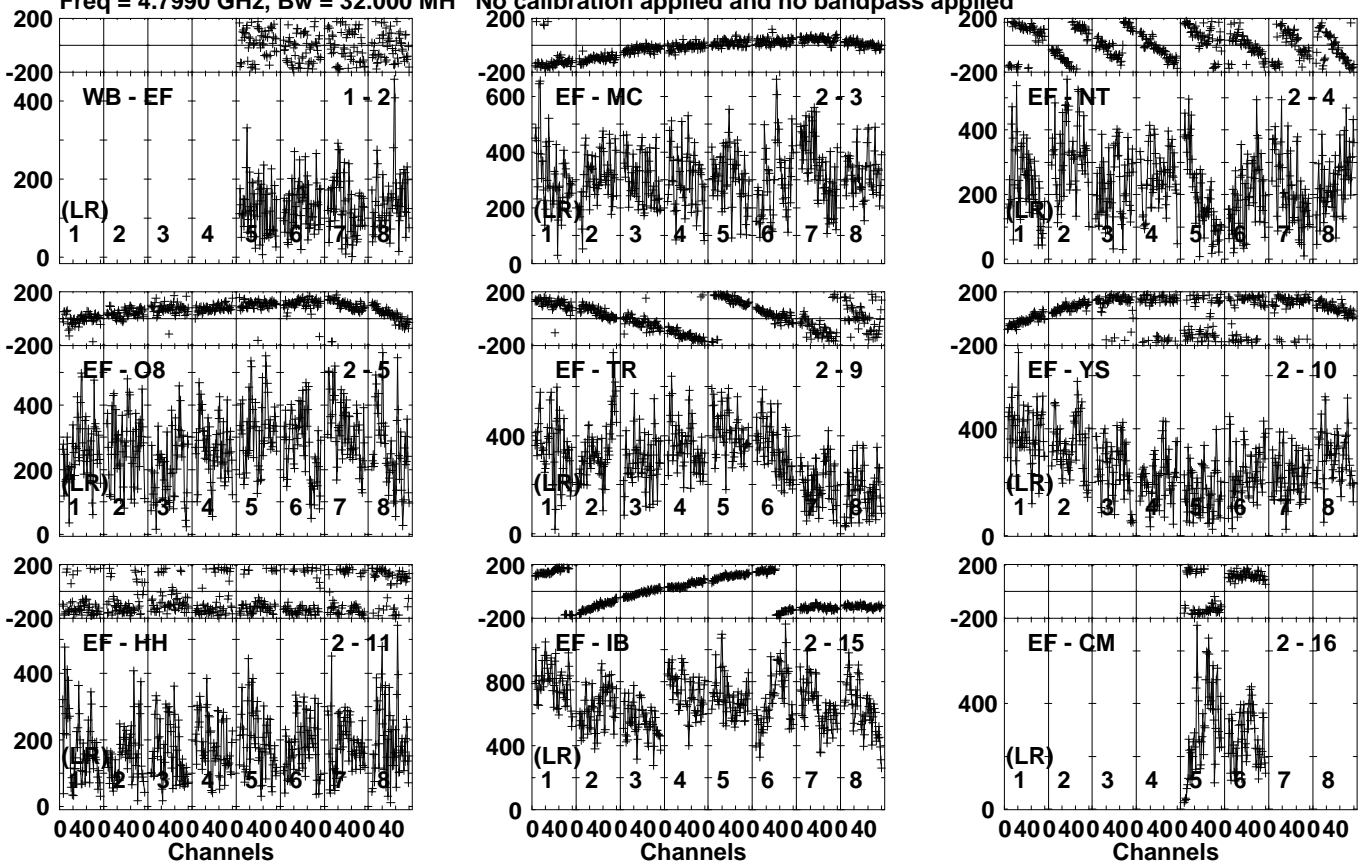 Freq = 4.7990 GHz, Bw = 32.000 MH No calibration applied and no bandpass applied
200 200 200
-200 -200 -200
WB - EF 1 - 2 EF - MC 2 - 3 EF - NT 2 - 4
400 600 400
200 400 200
0 200 0
0
(LR) (LR) (LR)
1 2 3 4 5 6 7 8 1 2 3 4 5 6 7 8 1 2 3 4 5 6 7 8
200 200 200
-200 -200 -200
EF - O8 2 - 5 EF - TR 2 - 9 EF - YS 2 - 10
400 400 400
200
(LR) (LR) (LR)
1 2 3 4 5 6 7 8 1 2 3 4 5 6 7 8 1 2 3 4 5 6 7 8
0 0 0
200 200 200
-200 -200 -200
EF - HH 2 - 11 EF - IB 2 - 15 EF - CM 2 - 16
400 800 400
200 400
(LR) (LR) (LR)
1 2 3 4 5 6 7 8 1 2 3 4 5 6 7 8 1 2 3 4 5 6 7 8
0 0 0
0 40 0 40 0 40 0 40 0 40 0 40 0 40 0 40 0 40 0 40 0 40 0 40 0 40 0 40 0 40 0 40 0 40 0 40 0 40 0 40 0 40 0 40 0 40 0 40
Channels Channels Channels